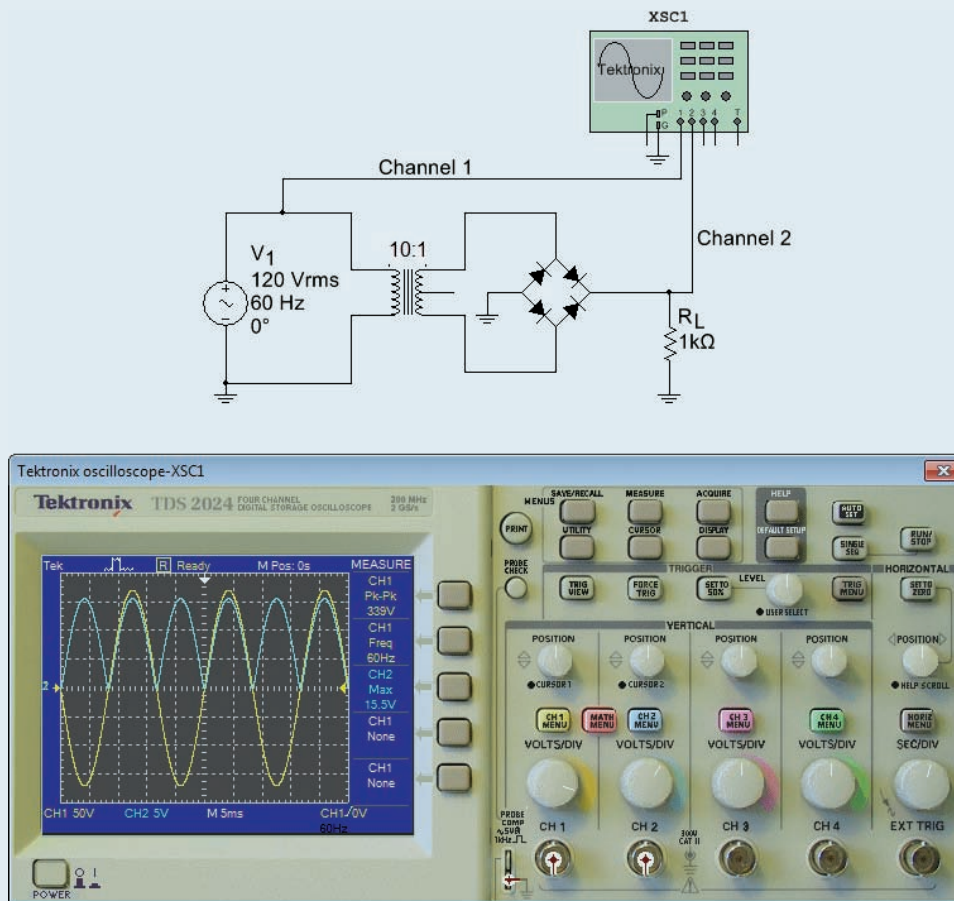 XSC1
Tektronix
P
G
1 2 3 4 T
Channel 1
Channel 2
10:1
V1
120 Vrms
60 Hz
0°
RL
1kΩ
Tektronix oscilloscope-XSC1
Tektronix TDS 2024 FOUR CHANNEL
DIGITAL STORAGE OSCILLOSCOPE
200 MHz
2 GS/s
Tek R Ready M Pos: 0s MEASURE
CH1
Pk-Pk
339V
CH1
Freq
60Hz
CH2
Max
15.5V
CH1
None
CH1
None
2
CH1 50V CH2 5V M 5ms CH1 / 0V
60Hz
POWER
MENUS
SAVE/RECALL MEASURE ACQUIRE HELP AUTO SET
PRINT
UTILITY CURSOR DISPLAY DEFAULT SETUP SINGLE SEQ RUN/STOP
PROBE CHECK
TRIGGER
HORIZONTAL
TRIG VIEW FORCE TRIG SET TO 50% LEVEL TRIG MENU SET TO ZERO
USER SELECT
VERTICAL
POSITION POSITION POSITION POSITION POSITION
CURSOR 1 CURSOR 2 HELP SCROLL
CH 1 MENU MATH MENU CH 2 MENU CH 3 MENU CH 4 MENU HORIZ MENU
VOLTS/DIV VOLTS/DIV VOLTS/DIV VOLTS/DIV SEC/DIV
PROBE COMP
~5V@
1kHz
CH 1 CH 2 CH 3 CH 4 EXT TRIG
300V
CAT II